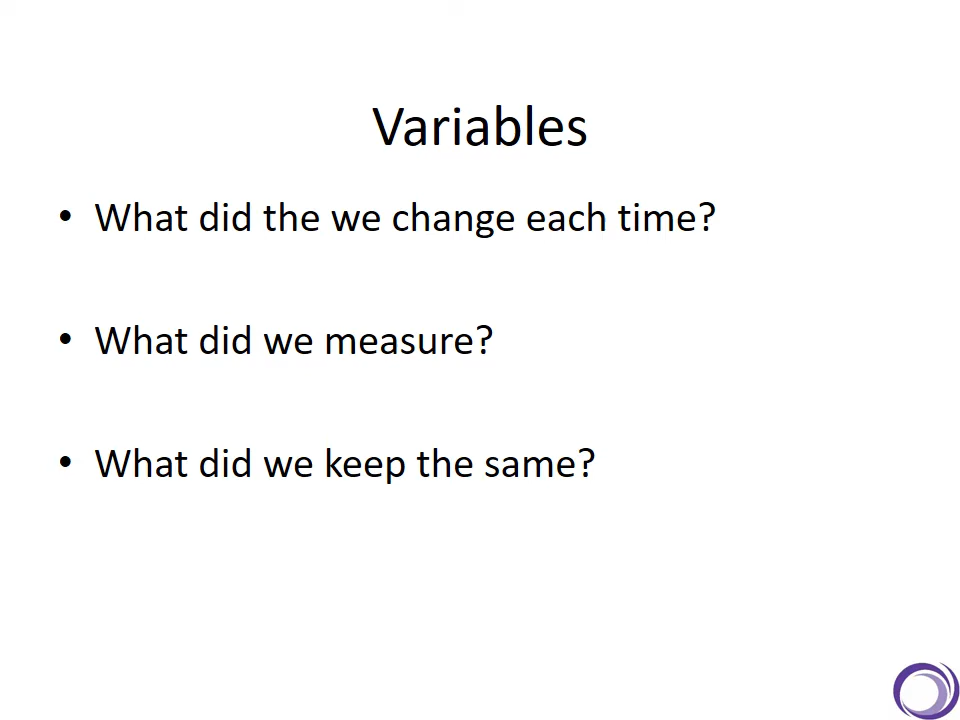 Variables
• What did the we change each time?
• What did we measure?
• What did we keep the same?